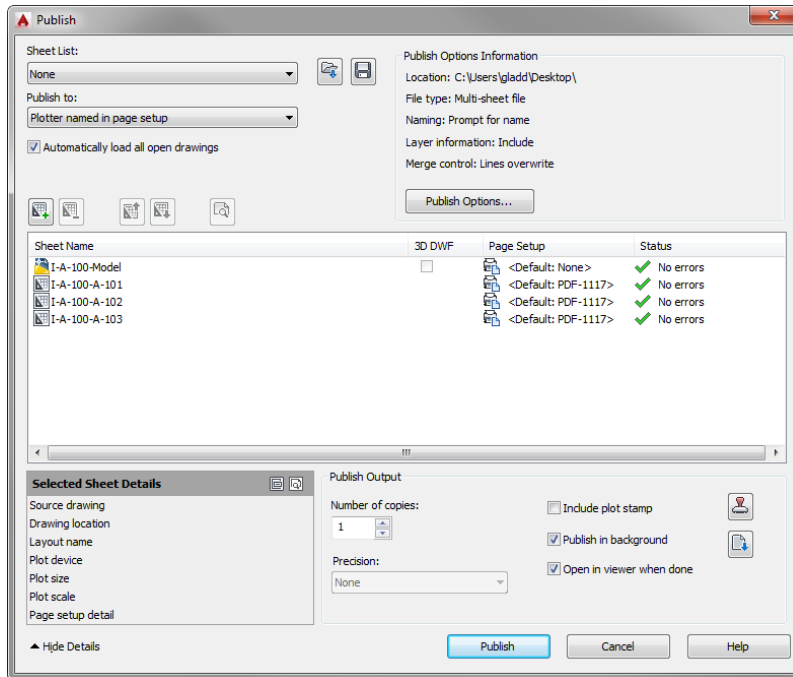 Publish
Sheet List:
None
Publish to:
Plotter named in page setup
Automatically load all open drawings
Publish Options Information
Location: C:\Users\gladd\Desktop\
File type: Multi-sheet file
Naming: Prompt for name
Layer information: Include
Merge control: Lines overwrite
Publish Options...
Sheet Name 3D DWF Page Setup Status
I-A-100-Model <Default: None> No errors
I-A-100-A-101 <Default: PDF-1117> No errors
I-A-100-A-102 <Default: PDF-1117> No errors
I-A-100-A-103 <Default: PDF-1117> No errors
Selected Sheet Details
Source drawing
Drawing location
Layout name
Plot device
Plot size
Plot scale
Page setup detail
Publish Output
Number of copies:
1
Precision:
None
Include plot stamp
Publish in background
Open in viewer when done
Hide Details
Publish
Cancel
Help